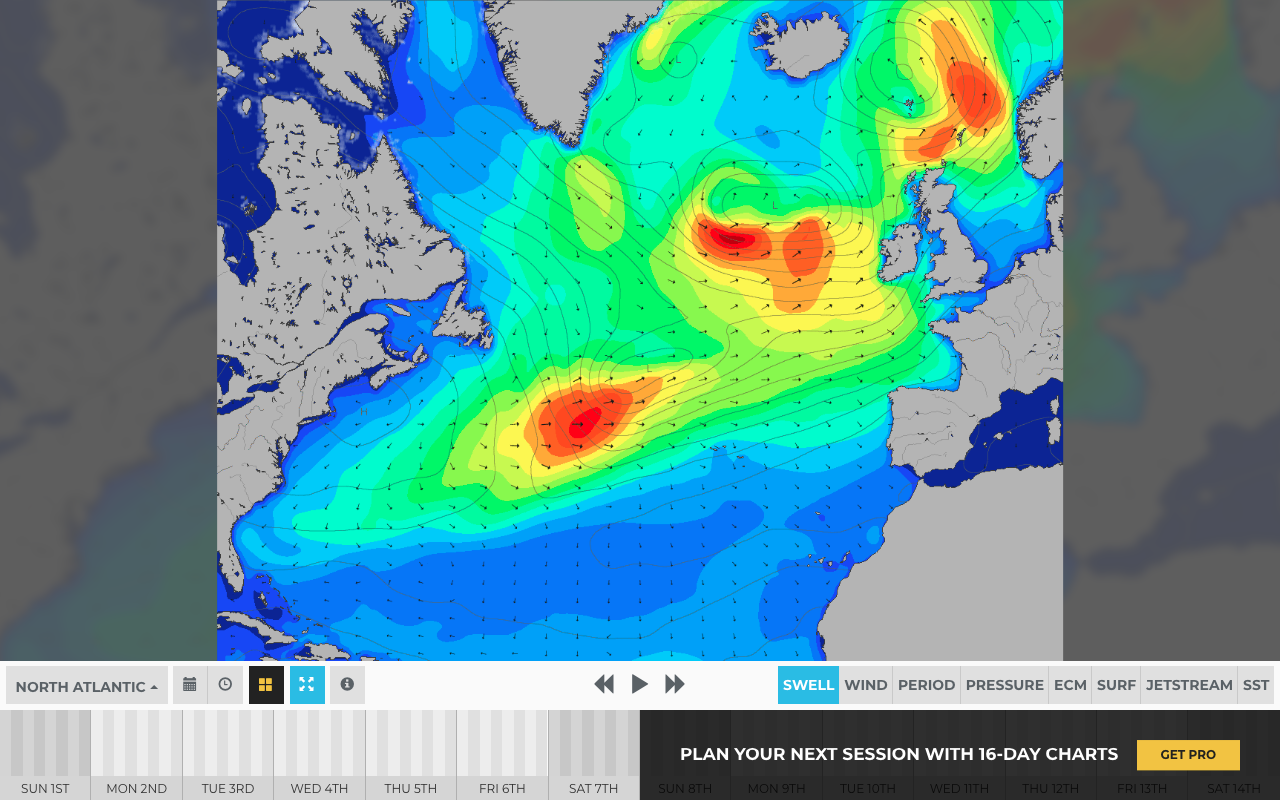 L
L
L
L
H
NORTH ATLANTIC
SWELL WIND PERIOD PRESSURE ECM SURF JETSTREAM SST
PLAN YOUR NEXT SESSION WITH 16-DAY CHARTS GET PRO
SUN 1ST MON 2ND TUE 3RD WED 4TH THU 5TH FRI 6TH SAT 7TH SUN 8TH MON 9TH TUE 10TH WED 11TH THU 12TH FRI 13TH SAT 14TH